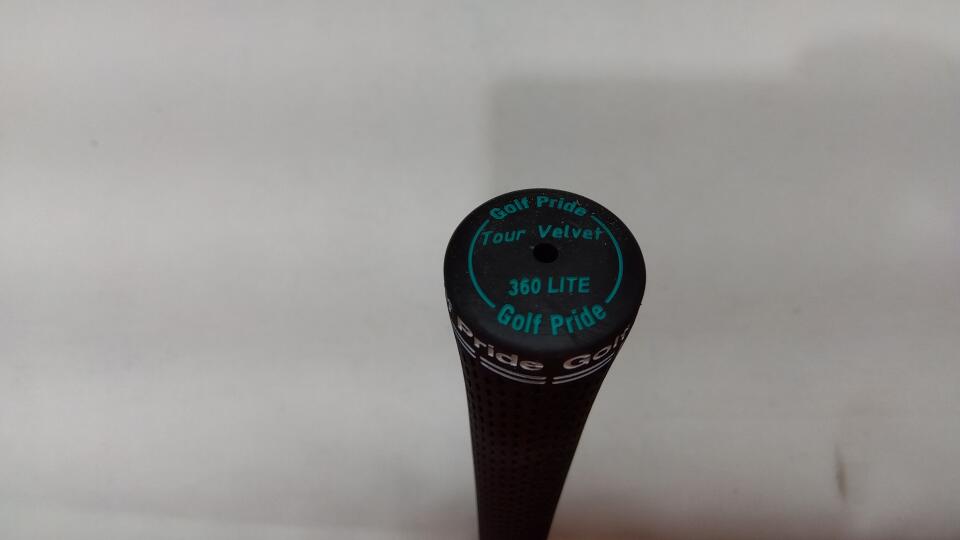 Golf Pride
Tour Velvet
360 LITE
Golf Pride
Pride Golf